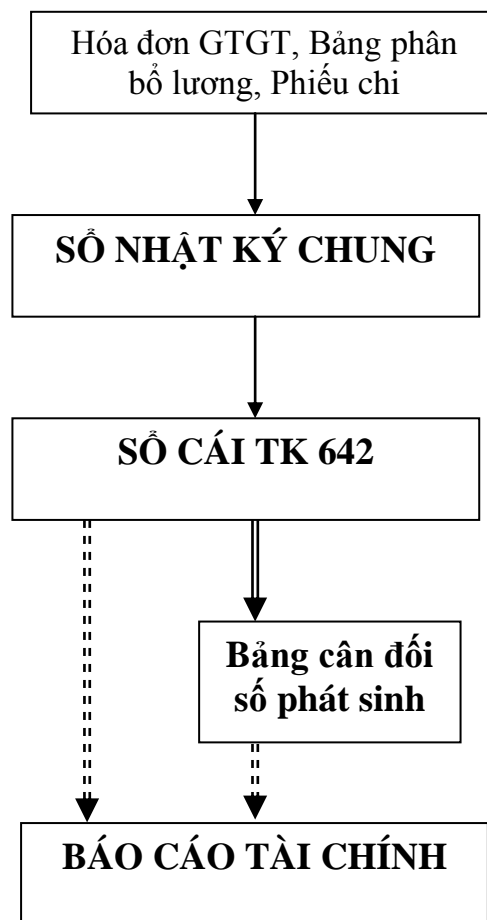 Hóa đơn GTGT, Bảng phân
bổ lương, Phiếu chi
SỔ NHẬT KÝ CHUNG
SỔ CÁI TK 642
Bảng cân đối
số phát sinh
BÁO CÁO TÀI CHÍNH